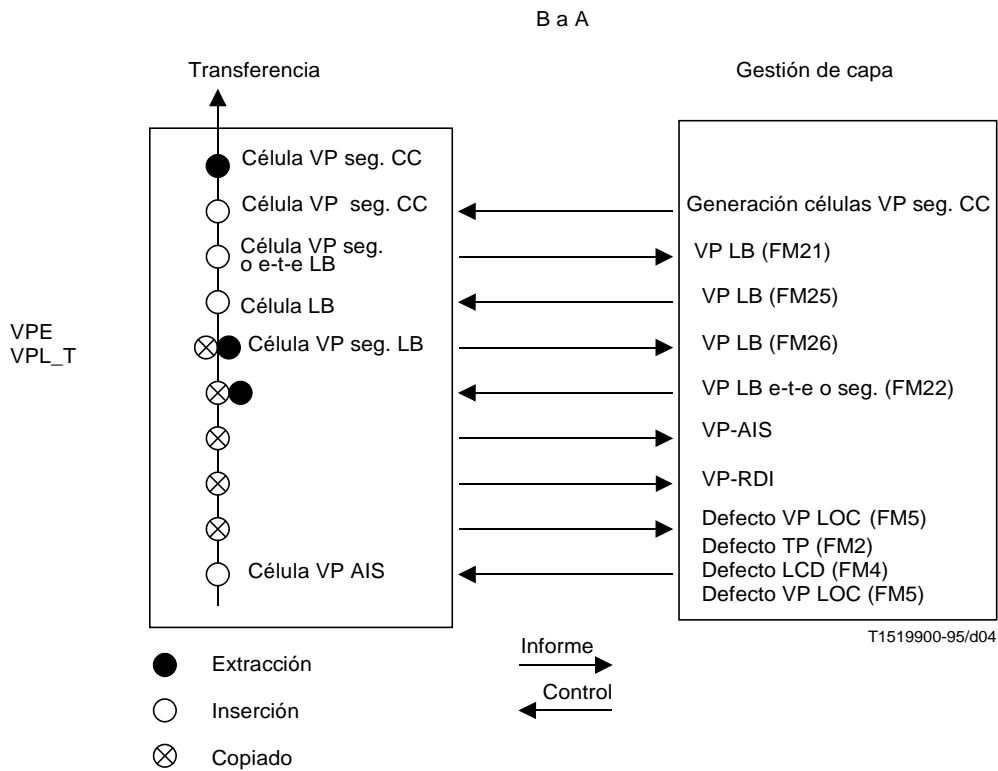 B a A
Transferencia
Gestión de capa
Célula VP seg. CC
Célula VP seg. CC
Generación células VP seg. CC
Célula VP seg.
o e-t-e LB
VP LB (FM21)
Célula LB
VP LB (FM25)
VPE
VPL_T
Célula VP seg. LB
VP LB (FM26)
VP LB e-t-e o seg. (FM22)
VP-AIS
VP-RDI
Defecto VP LOC (FM5)
Defecto TP (FM2)
Célula VP AIS
Defecto LCD (FM4)
Defecto VP LOC (FM5)
T1519900-95/d04
Extracción
Informe
Inserción
Control
Copiado